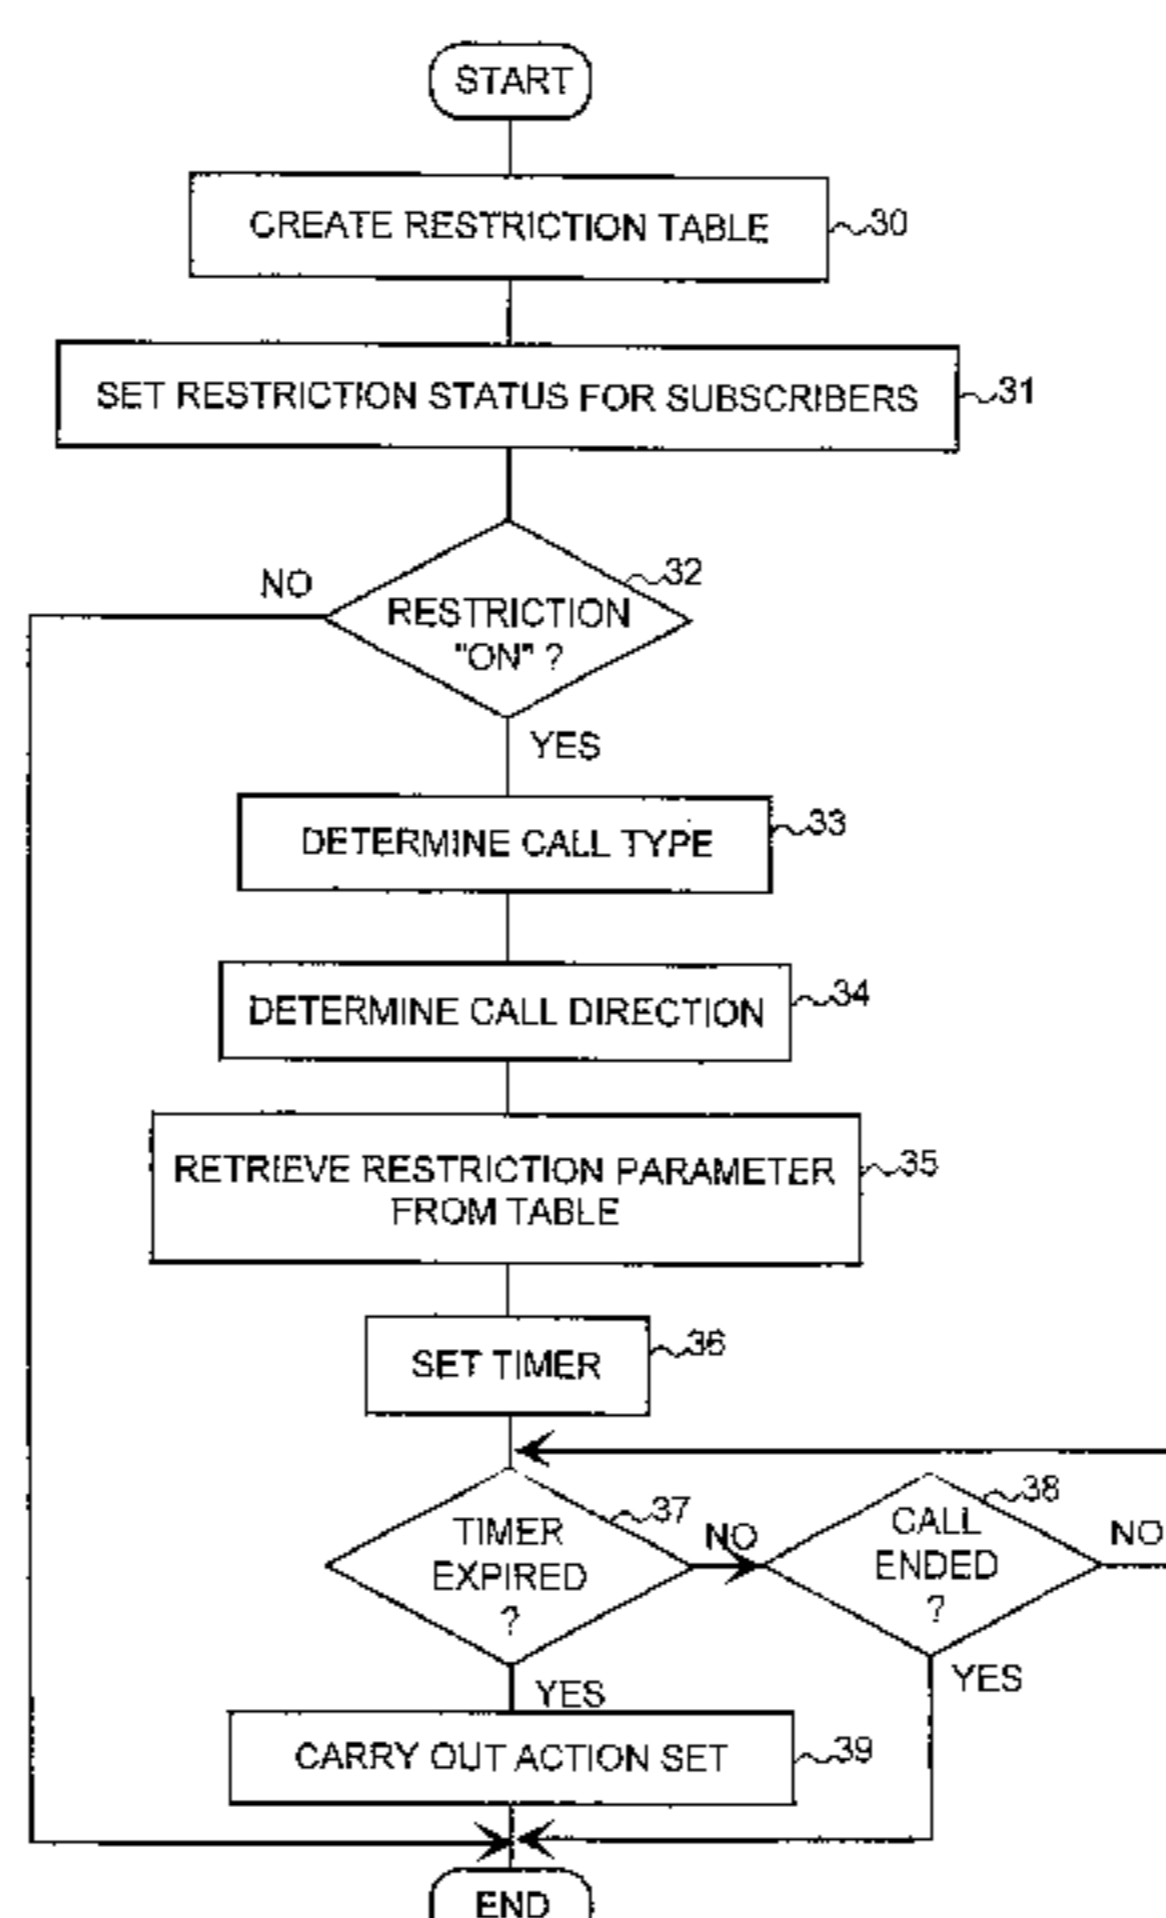 START
CREATE RESTRICTION TABLE
30
SET RESTRICTION STATUS FOR SUBSCRIBERS
31
32
NO
RESTRICTION
"ON" ?
YES
DETERMINE CALL TYPE
33
DETERMINE CALL DIRECTION
34
RETRIEVE RESTRICTION PARAMETER
FROM TABLE
35
SET TIMER
36
37
TIMER
EXPIRED
?
NO
38
CALL
ENDED
?
NO
YES
YES
CARRY OUT ACTION SET
39
END